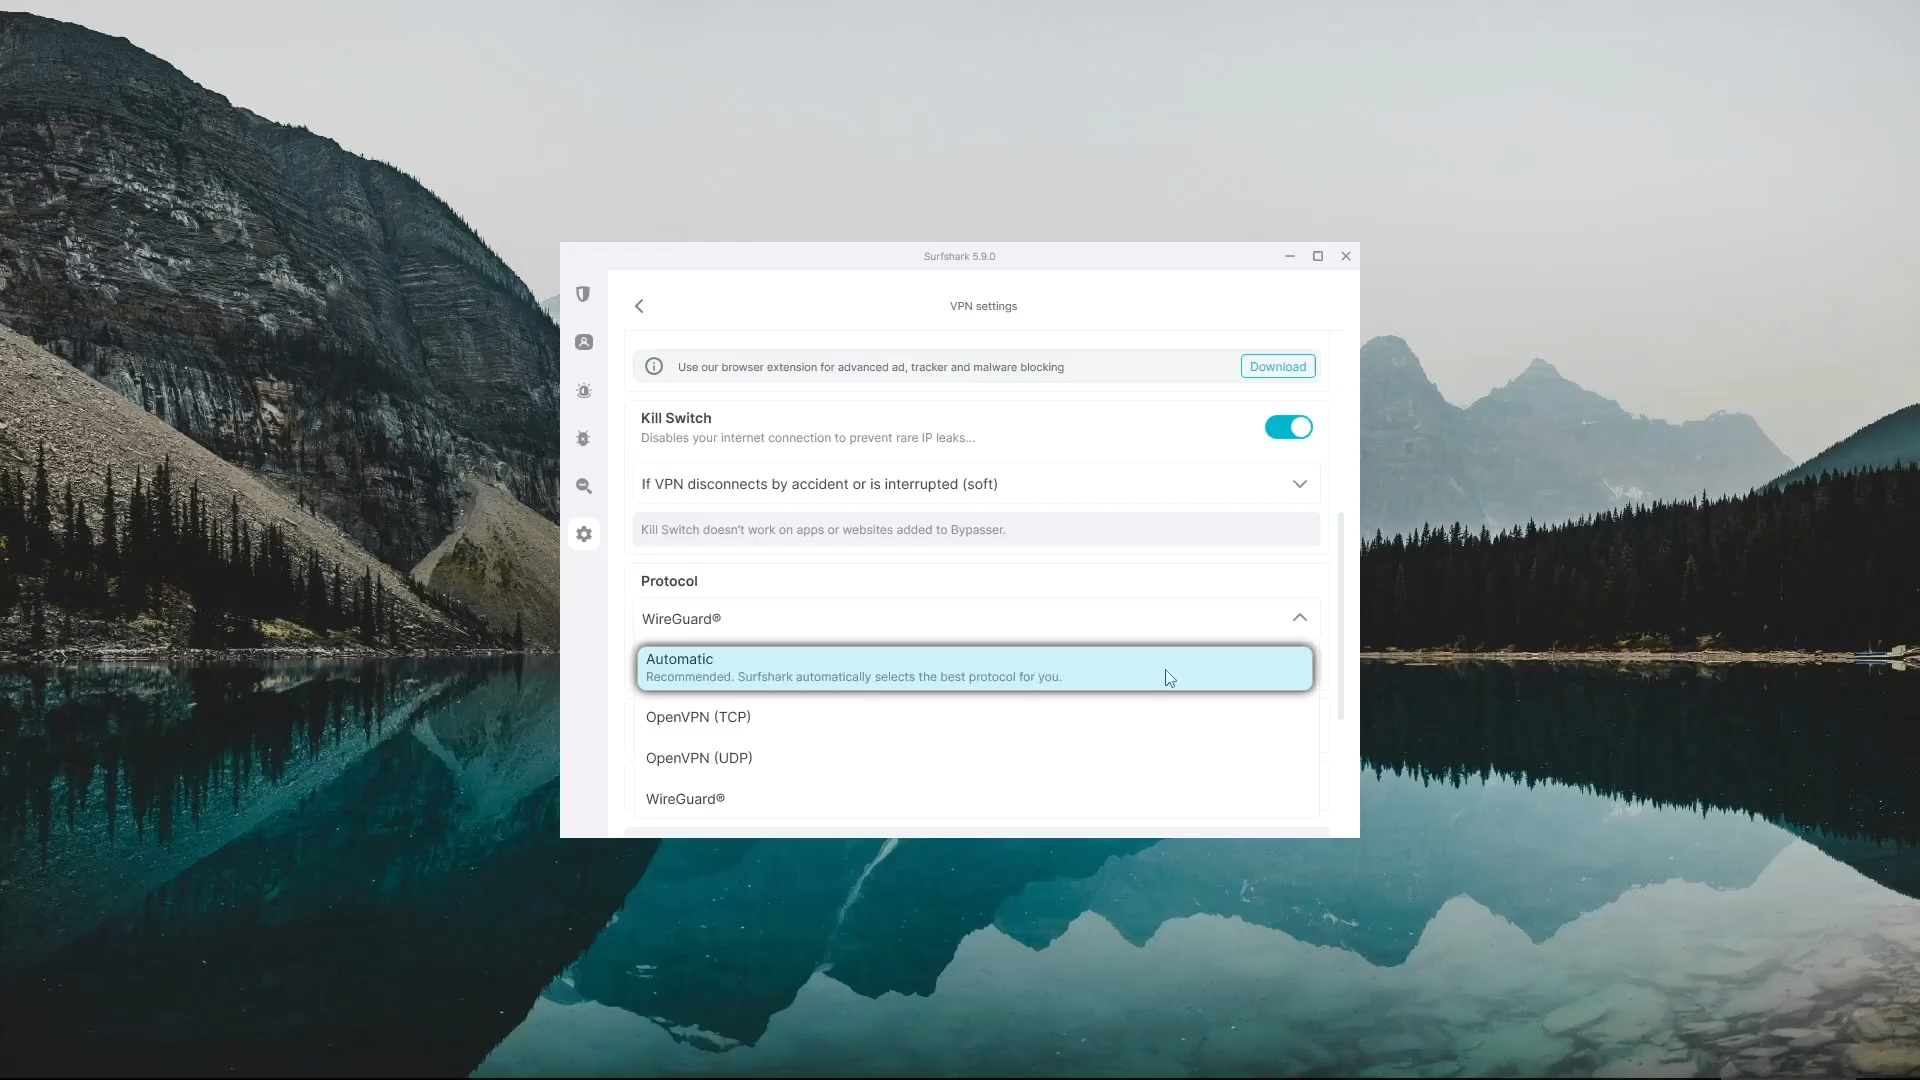 Surfshark 5.9.0
VPN settings
Use our browser extension for advanced ad, tracker and malware blocking
Download
Kill Switch
Disables your internet connection to prevent rare IP leaks...
If VPN disconnects by accident or is interrupted (soft)
Kill Switch doesn't work on apps or websites added to Bypasser.
Protocol
WireGuard®
Automatic
Recommended. Surfshark automatically selects the best protocol for you.
OpenVPN (TCP)
OpenVPN (UDP)
WireGuard®